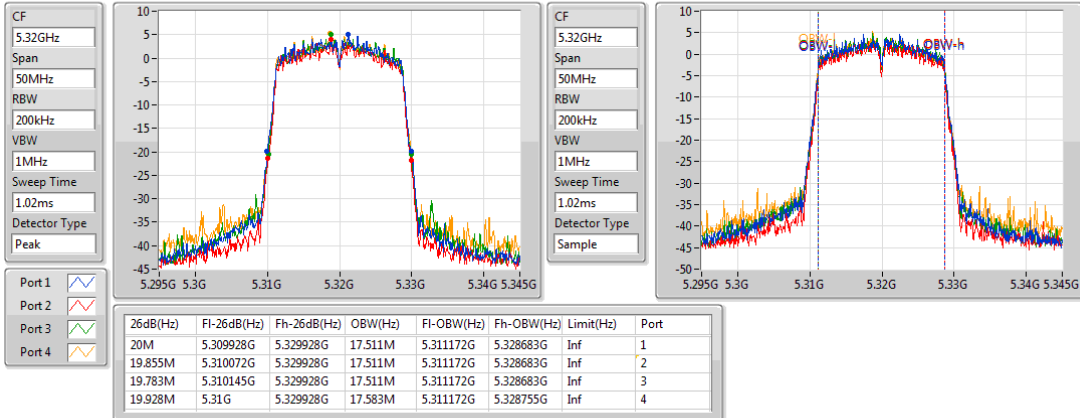 CF
5.32GHz
Span
50MHz
RBW
200kHz
VBW
1MHz
Sweep Time
1.02ms
Detector Type
Peak
Port 1
Port 2
Port 3
Port 4
10
5
0
-5
-10
-15
-20
-25
-30
-35
-40
-45
5.295G 5.3G 5.31G 5.32G 5.33G 5.34G 5.345G
CF
5.32GHz
Span
50MHz
RBW
200kHz
VBW
1MHz
Sweep Time
1.02ms
Detector Type
Sample
10
5
0
-5
-10
-15
-20
-25
-30
-35
-40
-45
-50
OBW-h
5.295G 5.3G 5.31G 5.32G 5.33G 5.34G 5.345G
26dB(Hz) Fl-26dB(Hz) Fh-26dB(Hz) OBW(Hz) Fl-OBW(Hz) Fh-OBW(Hz) Limit(Hz) Port
20M 5.309928G 5.329928G 17.511M 5.311172G 5.328683G Inf 1
19.855M 5.310072G 5.329928G 17.511M 5.311172G 5.328683G Inf 2
19.783M 5.310145G 5.329928G 17.511M 5.311172G 5.328683G Inf 3
19.928M 5.31G 5.329928G 17.583M 5.311172G 5.328755G Inf 4